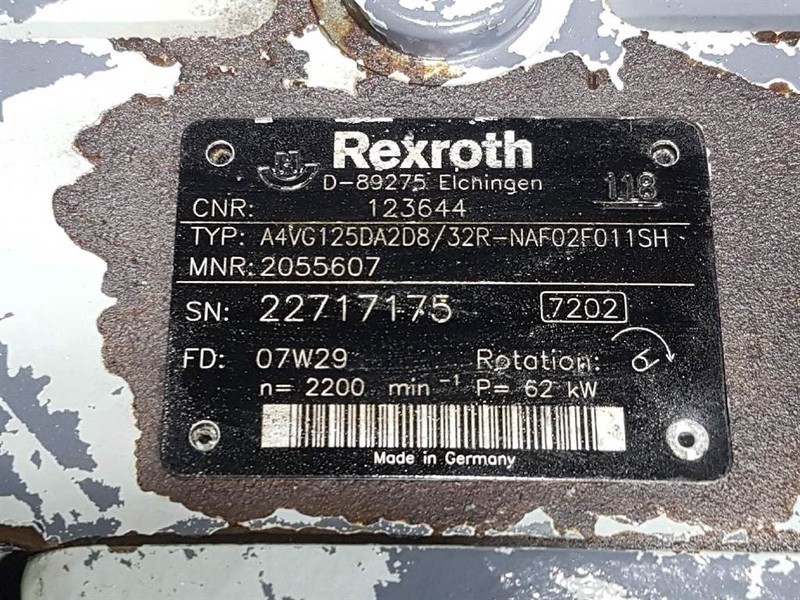 Rexroth
D-89275 Elchingen
118
CNR: 123644
TYP: A4VG125DA2D8/32R-NAF02F011SH
MNR: 2055607
SN: 22717175 7202
FD: 07W29 Rotation:
n= 2200 min⁻¹ P= 62 kW
Made in Germany